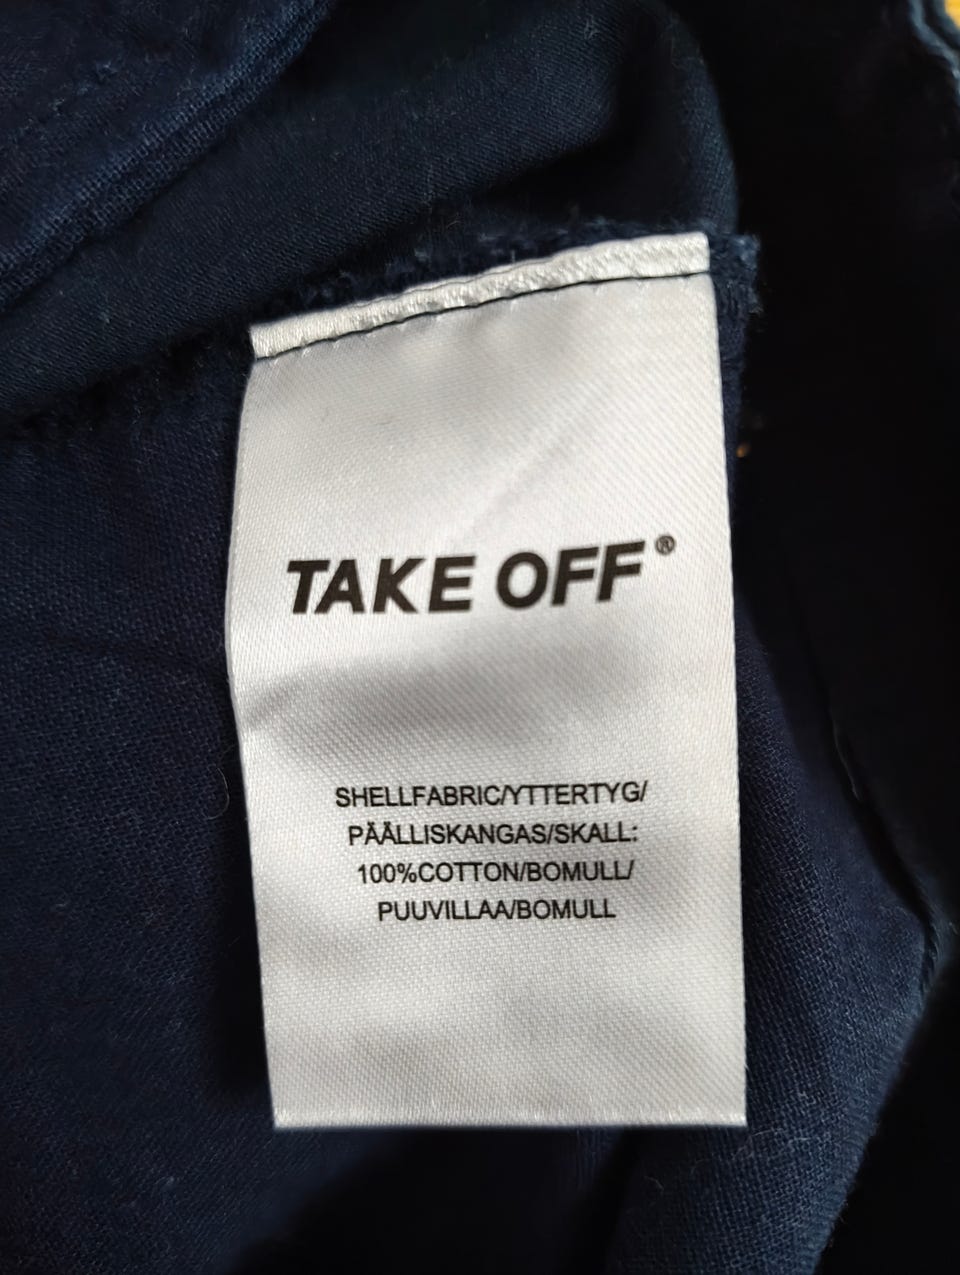 TAKE OFF®
SHELLFABRIC/YTTERTYG/
PÄÄLLISKANGAS/SKALL:
100%COTTON/BOMULL/
PUUVILLAA/BOMULL